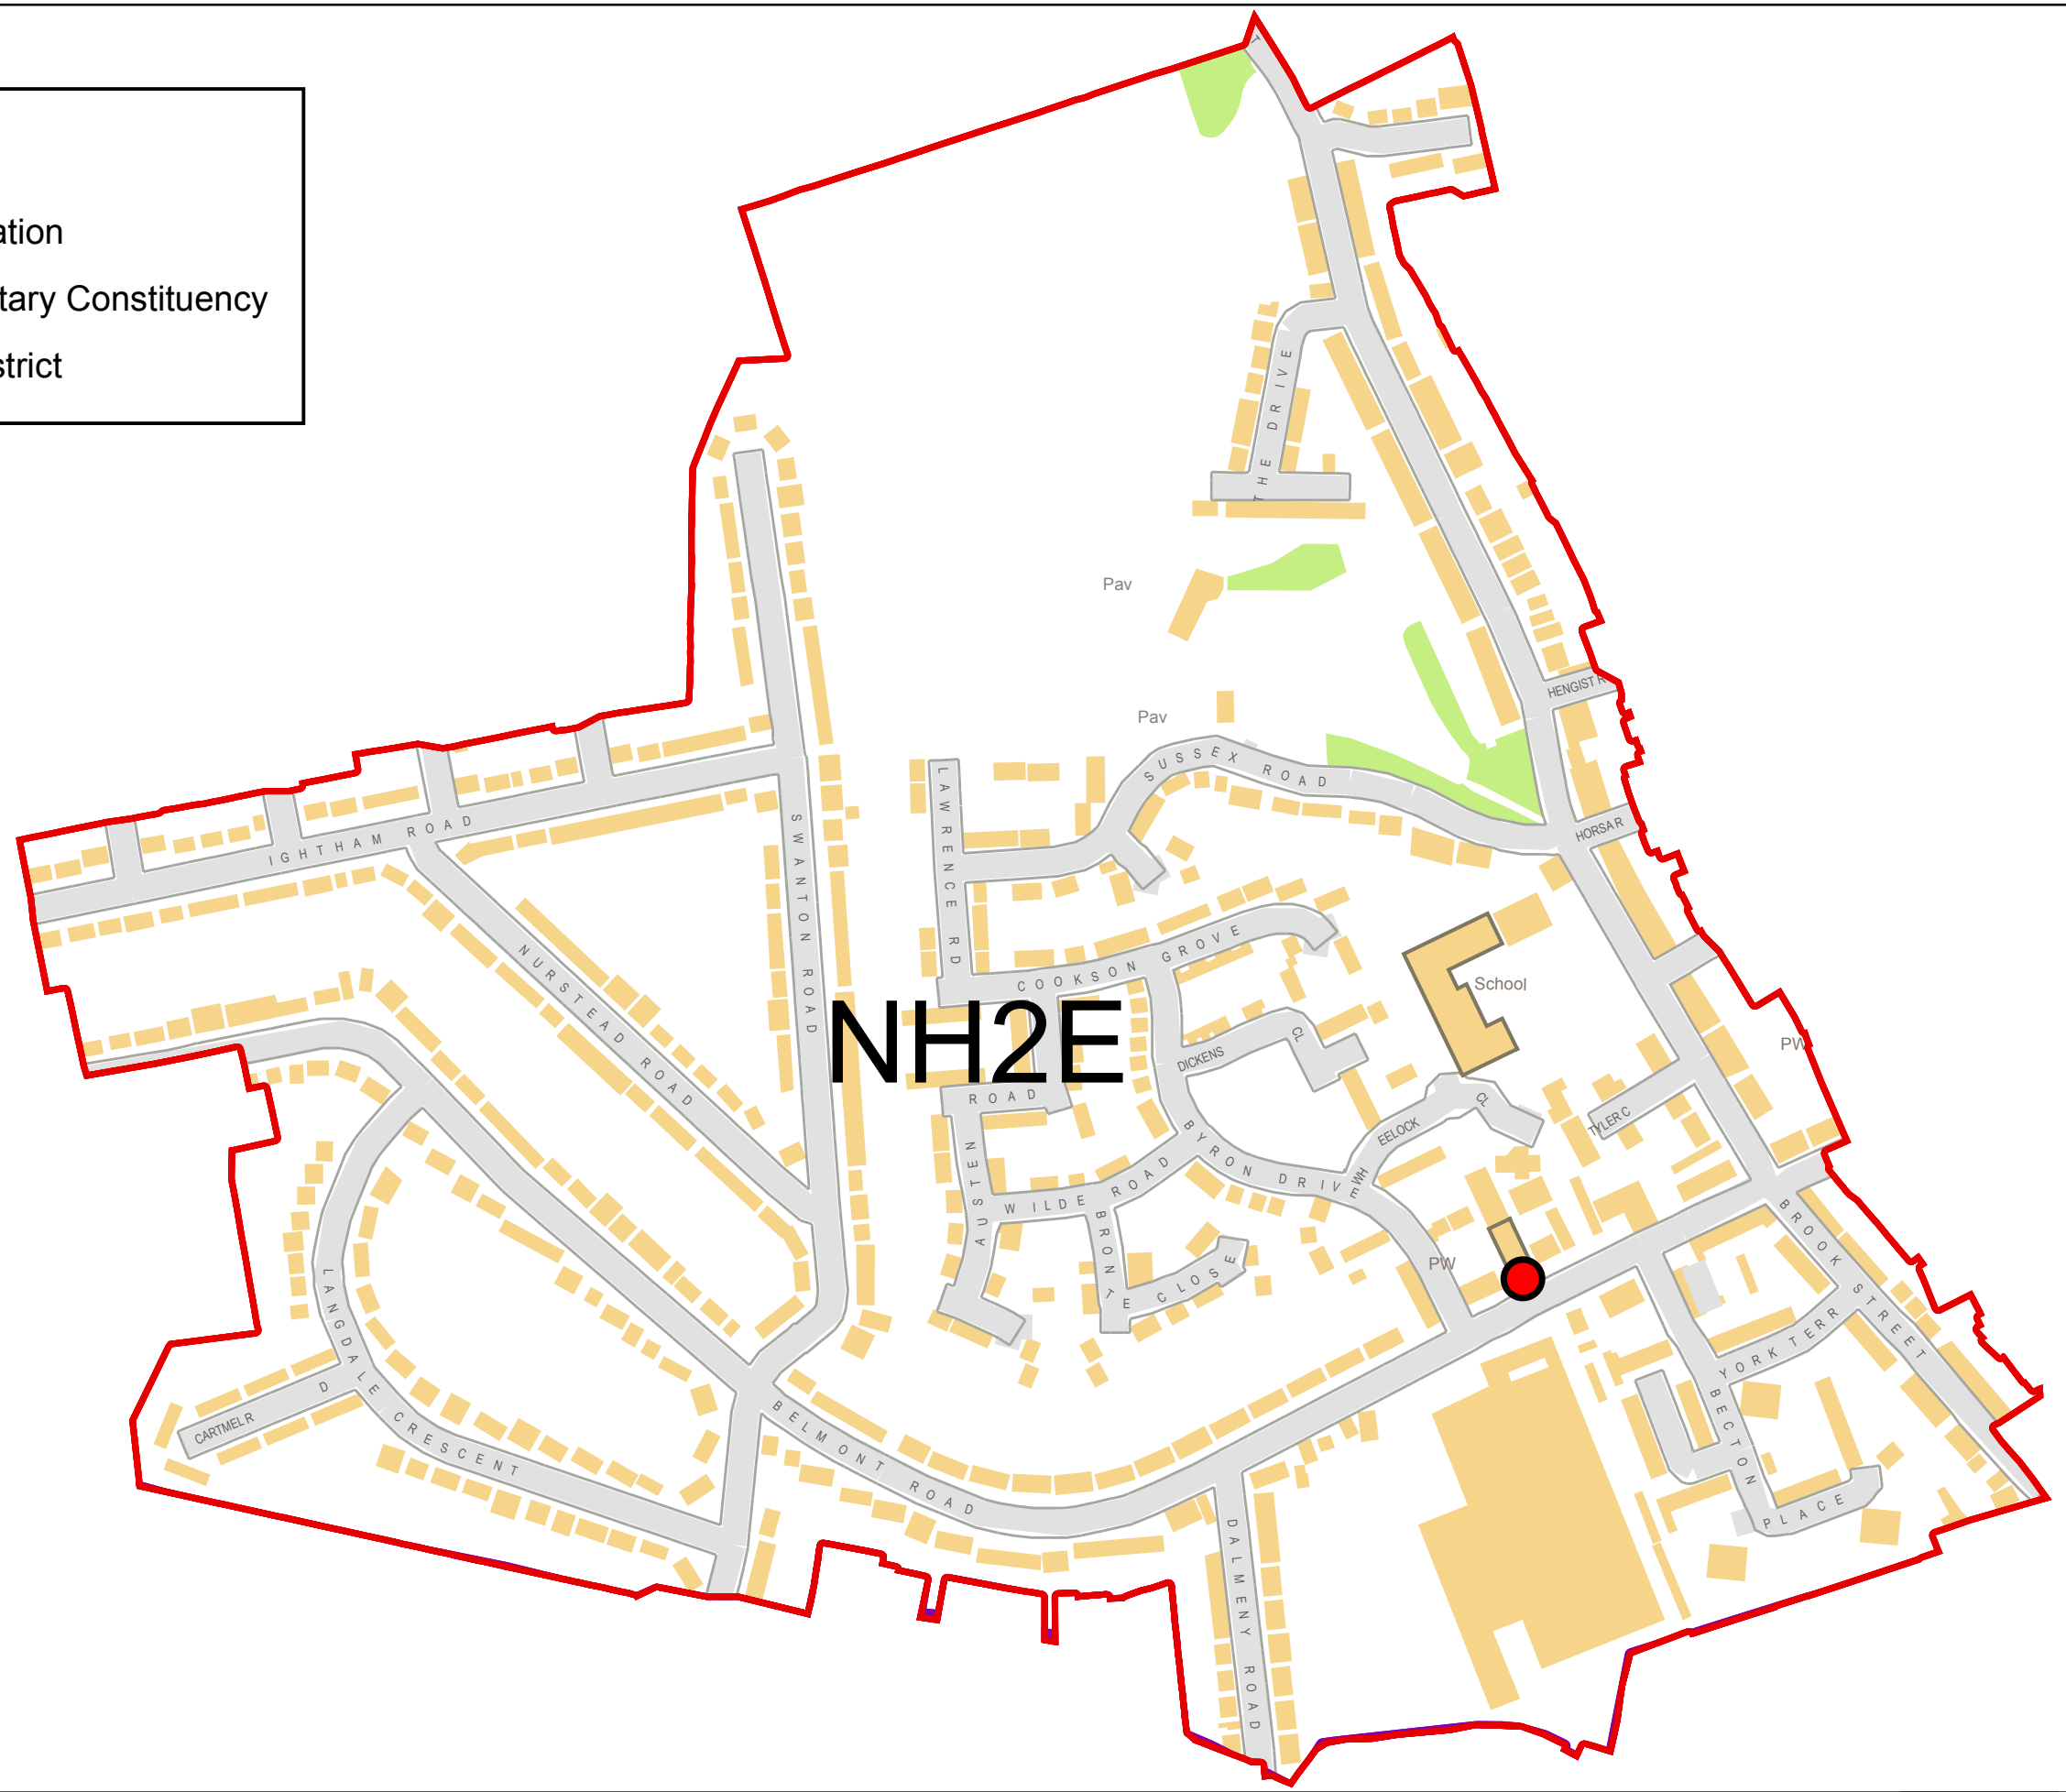 ation
tary Constituency
strict
THE DRIVE
Pav
HENGIST R
Pav
SUSSEX ROAD
LAWRENCE RD
HORSA R
IGHTHAM ROAD
SWANTON ROAD
NURSTEAD ROAD
COOKSON GROVE
School
NH2E
DICKENS CL
PW
ROAD
AUSTEN
EELOCK CL
WH
TYLER C
BYRON DRIVE
WILDE ROAD
BRONTE CLOSE
PW
BROOK STREET
LANGDALE CRESCENT
CARTMEL R
D
YORK TERR
BECTON PLACE
BELMONT ROAD
DALMENY ROAD